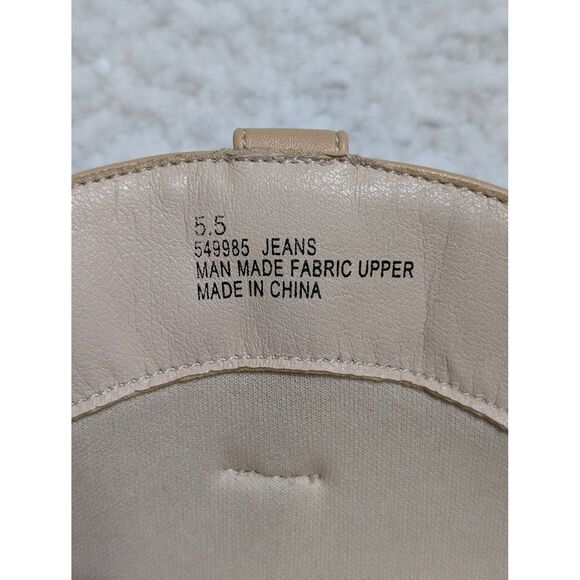 5.5
549985 JEANS
MAN MADE FABRIC UPPER
MADE IN CHINA